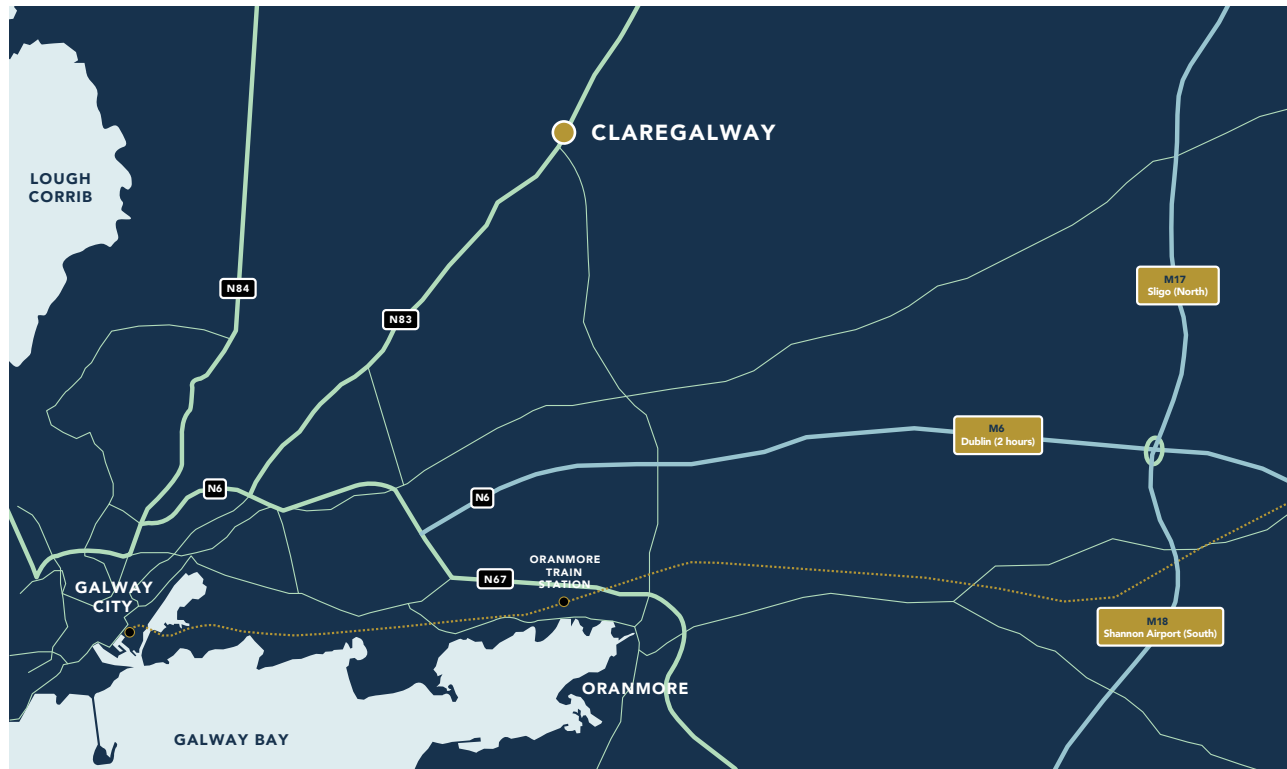 CLAREGALWAY
LOUGH
CORRIB
N84
M17
Sligo (North)
N83
M6
Dublin (2 hours)
N6
N6
ORANMORE
TRAIN
STATION
N67
GALWAY
CITY
M18
Shannon Airport (South)
ORANMORE
GALWAY BAY